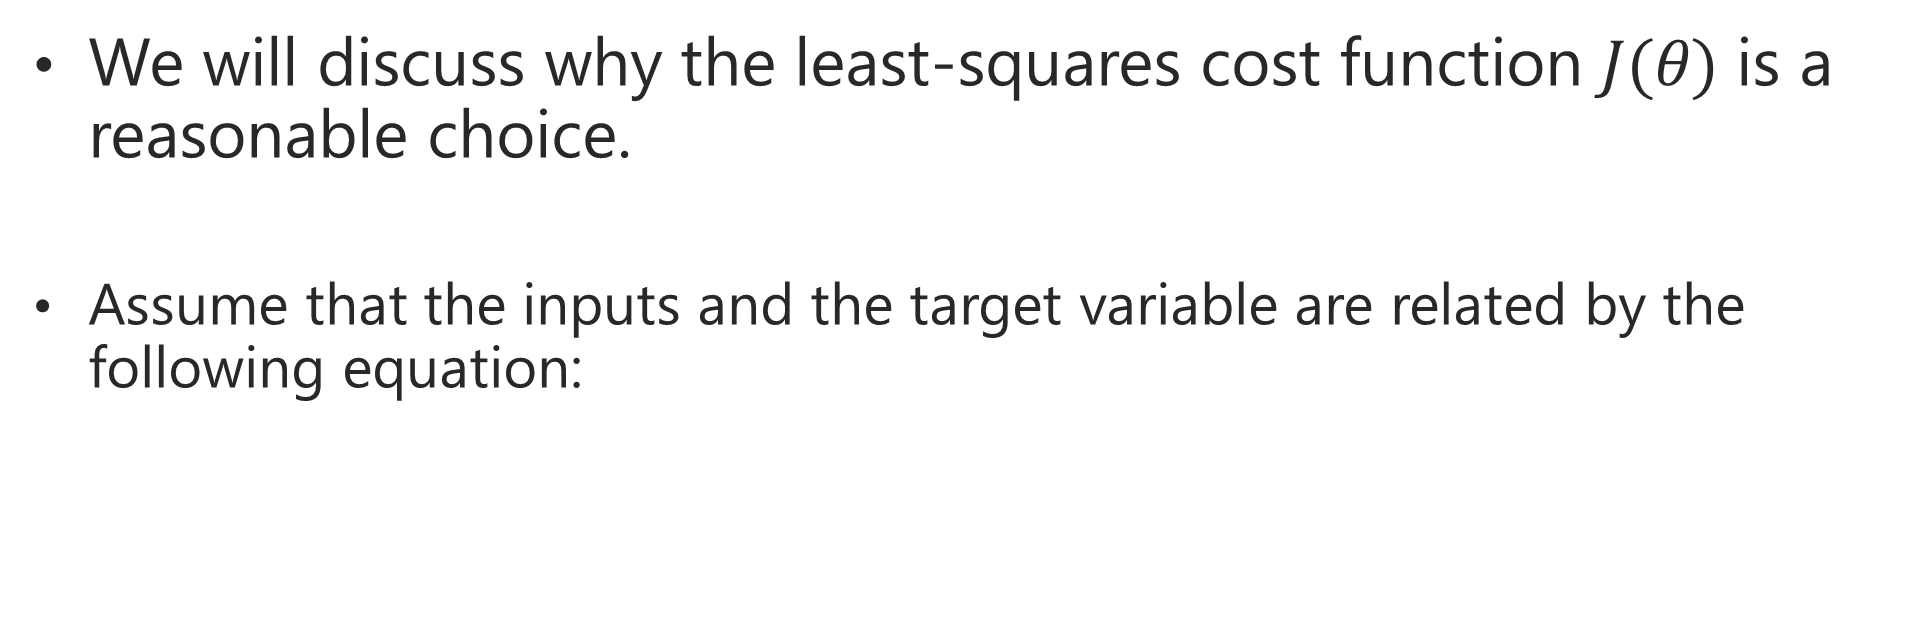 • We will discuss why the least-squares cost function J(θ) is a
reasonable choice.
• Assume that the inputs and the target variable are related by the
following equation: